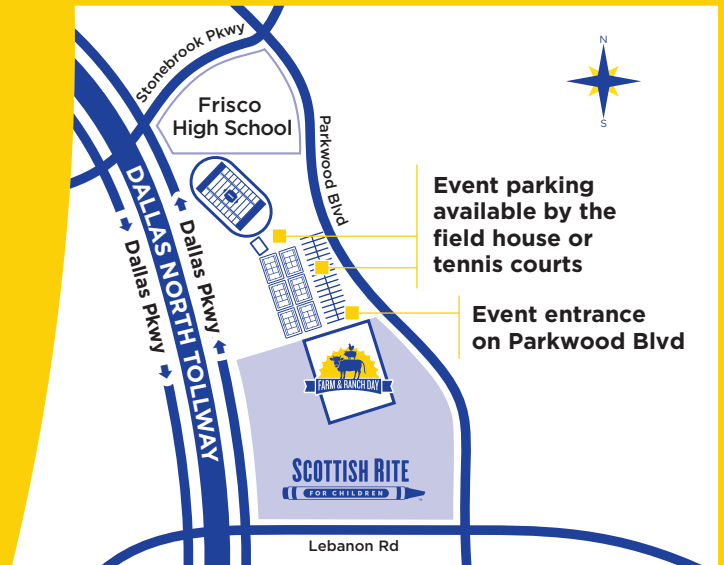 N
S
Stonebrook Pkwy
Frisco
High School
Parkwood Blvd
Event parking
available by the
field house or
tennis courts
DALLAS NORTH TOLLWAY
Dallas Pkwy
Dallas Pkwy
Event entrance
on Parkwood Blvd
FARM & RANCH DAY
SCOTTISH RITE
FOR CHILDREN
Lebanon Rd